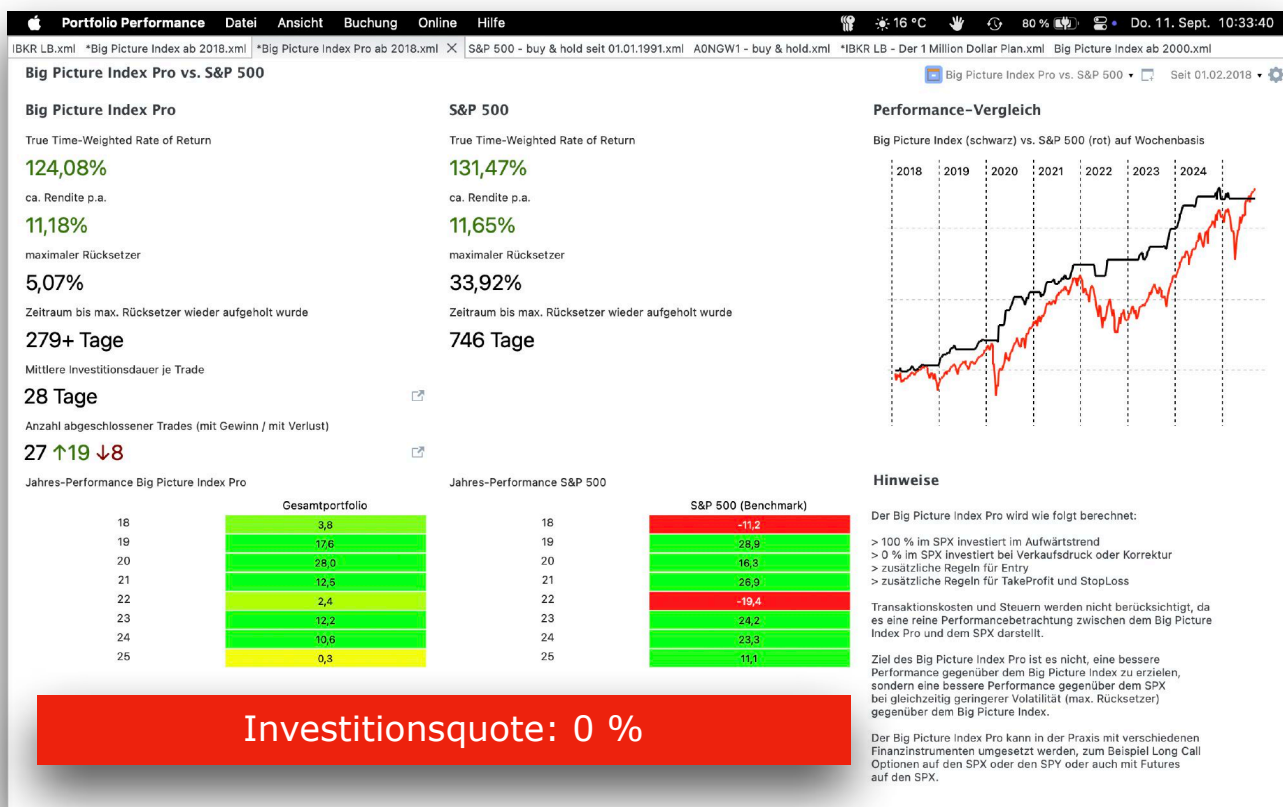 Portfolio Performance Datei Ansicht Buchung Online Hilfe 16 °C 80 % Do. 11. Sept. 10:33:40
IBKR LB.xml *Big Picture Index ab 2018.xml *Big Picture Index Pro ab 2018.xml S&P 500 - buy & hold seit 01.01.1991.xml A0NGW1 - buy & hold.xml *IBKR LB - Der 1 Million Dollar Plan.xml Big Picture Index ab 2000.xml
Big Picture Index Pro vs. S&P 500
Big Picture Index Pro vs. S&P 500 Seit 01.02.2018
Big Picture Index Pro
True Time-Weighted Rate of Return
124,08%
ca. Rendite p.a.
11,18%
maximaler Rücksetzer
5,07%
Zeitraum bis max. Rücksetzer wieder aufgeholt wurde
279+ Tage
Mittlere Investitionsdauer je Trade
28 Tage
Anzahl abgeschlossener Trades (mit Gewinn / mit Verlust)
27 ↑19 ↓8
Jahres-Performance Big Picture Index Pro
Gesamtportfolio
18 3,8
19 17,6
20 28,0
21 12,5
22 2,4
23 12,2
24 10,6
25 0,3
S&P 500
True Time-Weighted Rate of Return
131,47%
ca. Rendite p.a.
11,65%
maximaler Rücksetzer
33,92%
Zeitraum bis max. Rücksetzer wieder aufgeholt wurde
746 Tage
Jahres-Performance S&P 500
S&P 500 (Benchmark)
18 -11,2
19 28,9
20 16,3
21 26,9
22 -19,4
23 24,2
24 23,3
25 11,1
Performance-Vergleich
Big Picture Index (schwarz) vs. S&P 500 (rot) auf Wochenbasis
2018 2019 2020 2021 2022 2023 2024
Hinweise
Der Big Picture Index Pro wird wie folgt berechnet:
> 100 % im SPX investiert im Aufwärtstrend
> 0 % im SPX investiert bei Verkaufsdruck oder Korrektur
> zusätzliche Regeln für Entry
> zusätzliche Regeln für TakeProfit und StopLoss
Transaktionskosten und Steuern werden nicht berücksichtigt, da
es eine reine Performancebetrachtung zwischen dem Big Picture
Index Pro und dem SPX darstellt.
Ziel des Big Picture Index Pro ist es nicht, eine bessere
Performance gegenüber dem Big Picture Index zu erzielen,
sondern eine bessere Performance gegenüber dem SPX
bei gleichzeitig geringerer Volatilität (max. Rücksetzer)
gegenüber dem Big Picture Index.
Der Big Picture Index Pro kann in der Praxis mit verschiedenen
Finanzinstrumenten umgesetzt werden, zum Beispiel Long Call
Optionen auf den SPX oder den SPY oder auch mit Futures
auf den SPX.
Investitionsquote: 0 %